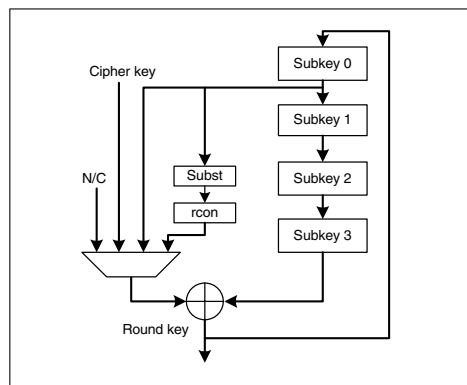 Subkey 0
Cipher key
Subkey 1
N/C
Subst
Subkey 2
rcon
Subkey 3
Round key